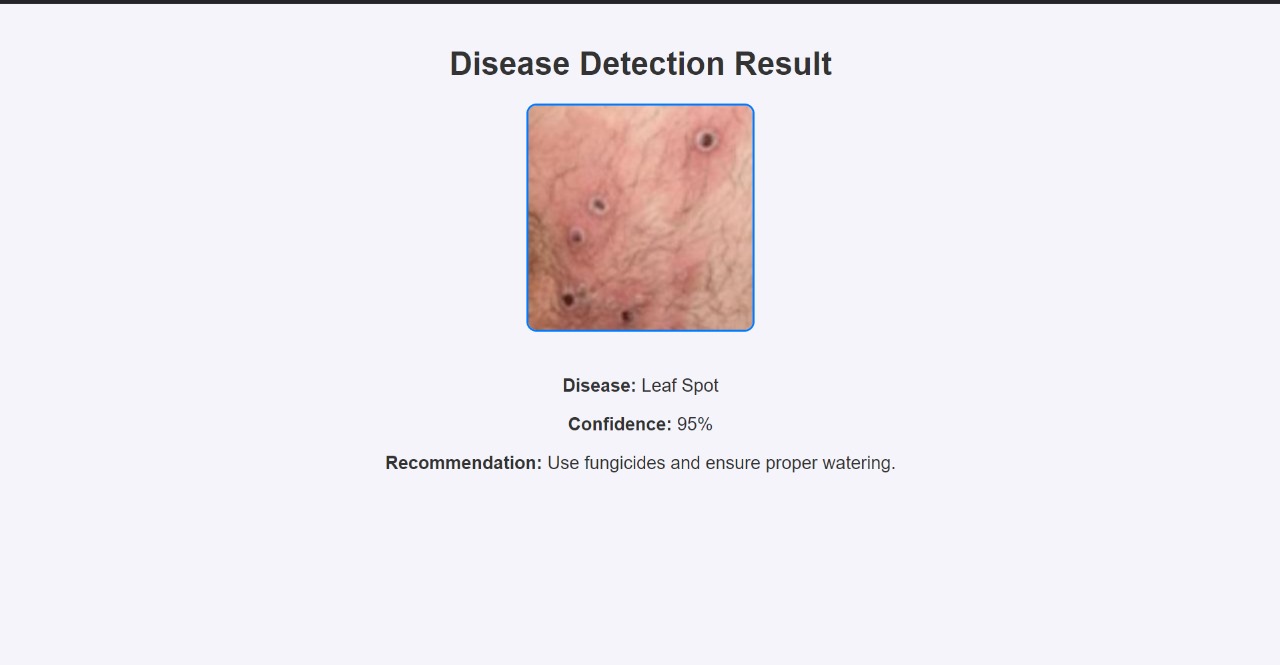 Disease Detection Result
Disease: Leaf Spot
Confidence: 95%
Recommendation: Use fungicides and ensure proper watering.